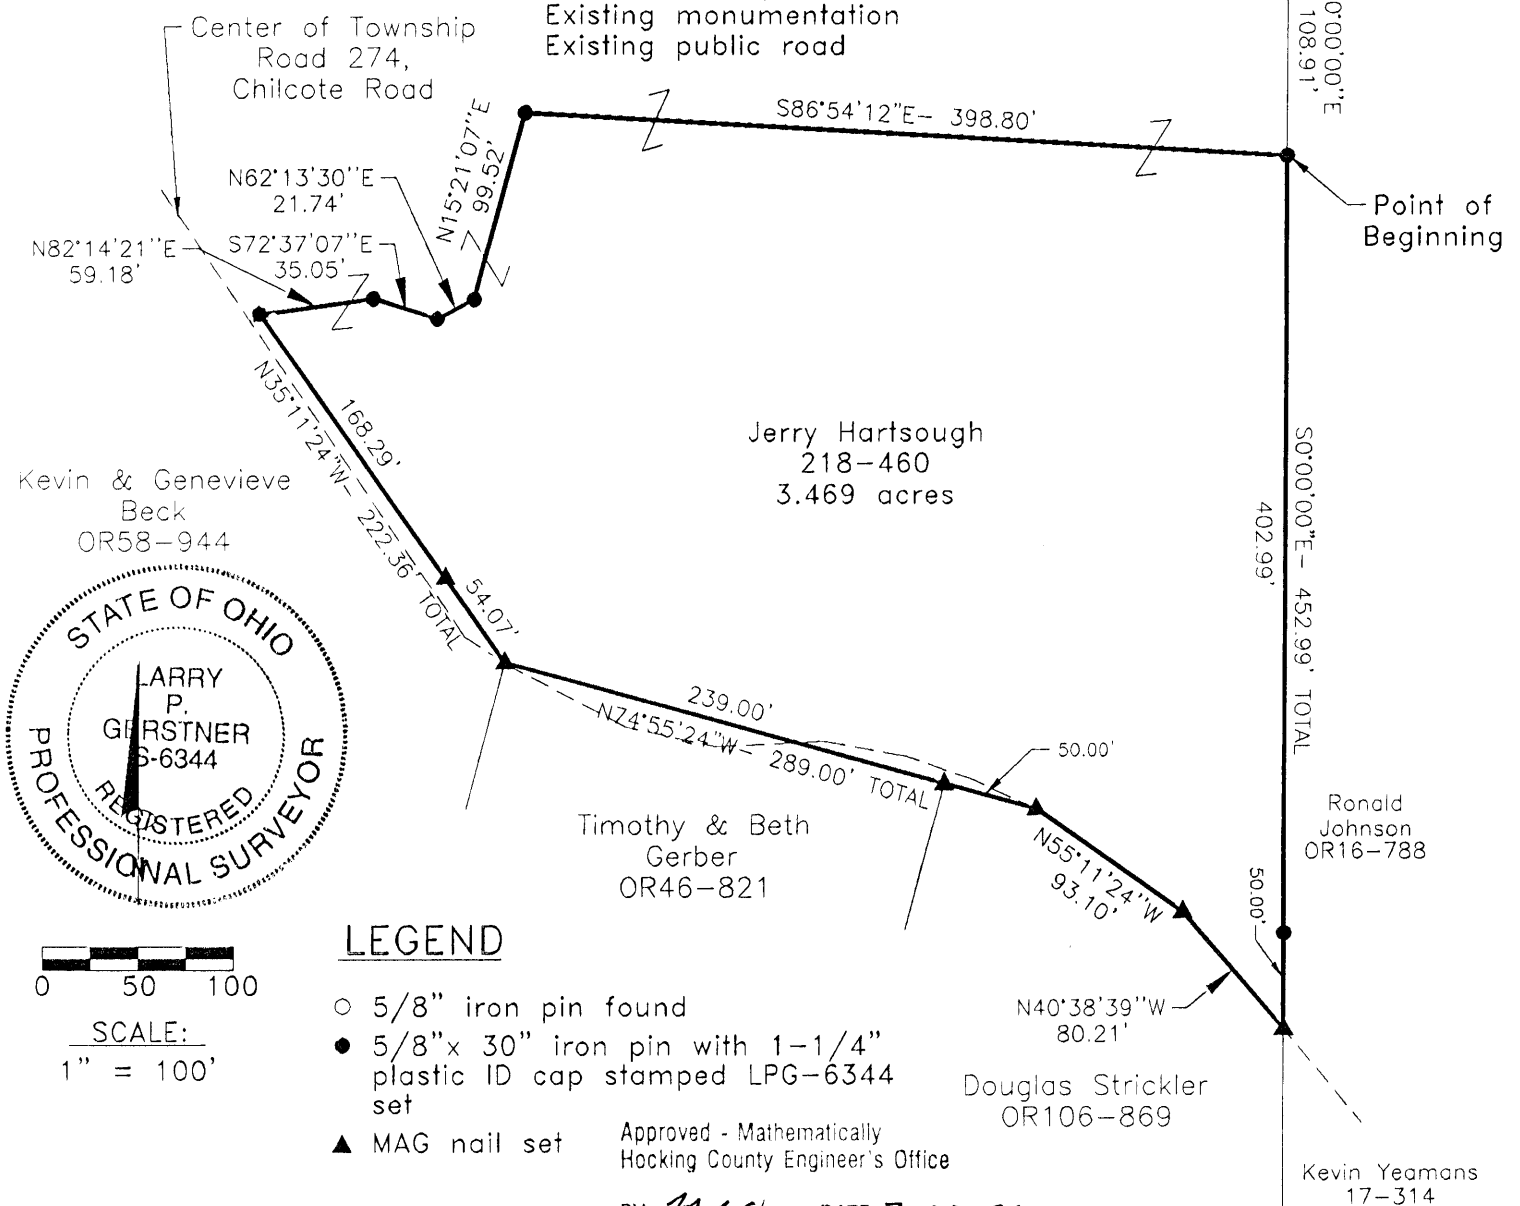 Existing monumentation
Existing public road
Center of Township
Road 274,
Chilcote Road
0°00'00"E
108.91'
S86°54'12"E– 398.80'
N15°21'07"E
99.52'
N62°13'30"E
21.74'
S72°37'07"E
35.05'
N82°14'21"E
59.18'
Point of
Beginning
N35°11'24"W– 222.36' TOTAL
168.29'
54.07'
Jerry Hartsough
218–460
3.469 acres
S0°00'00"E– 452.99' TOTAL
402.99'
Kevin & Genevieve
Beck
OR58–944
STATE OF OHIO
LARRY
P.
GERSTNER
S-6344
REGISTERED
PROFESSIONAL SURVEYOR
239.00'
N74°55'24"W– 289.00' TOTAL
50.00'
Timothy & Beth
Gerber
OR46–821
N55°11'24"W
93.10'
Ronald
Johnson
OR16–788
50.00'
N40°38'39"W
80.21'
Douglas Strickler
OR106–869
Kevin Yeamans
17–314
0 50 100
SCALE:
1" = 100'
LEGEND
5/8" iron pin found
5/8"x 30" iron pin with 1–1/4"
plastic ID cap stamped LPG–6344
set
MAG nail set
Approved - Mathematically
Hocking County Engineer's Office